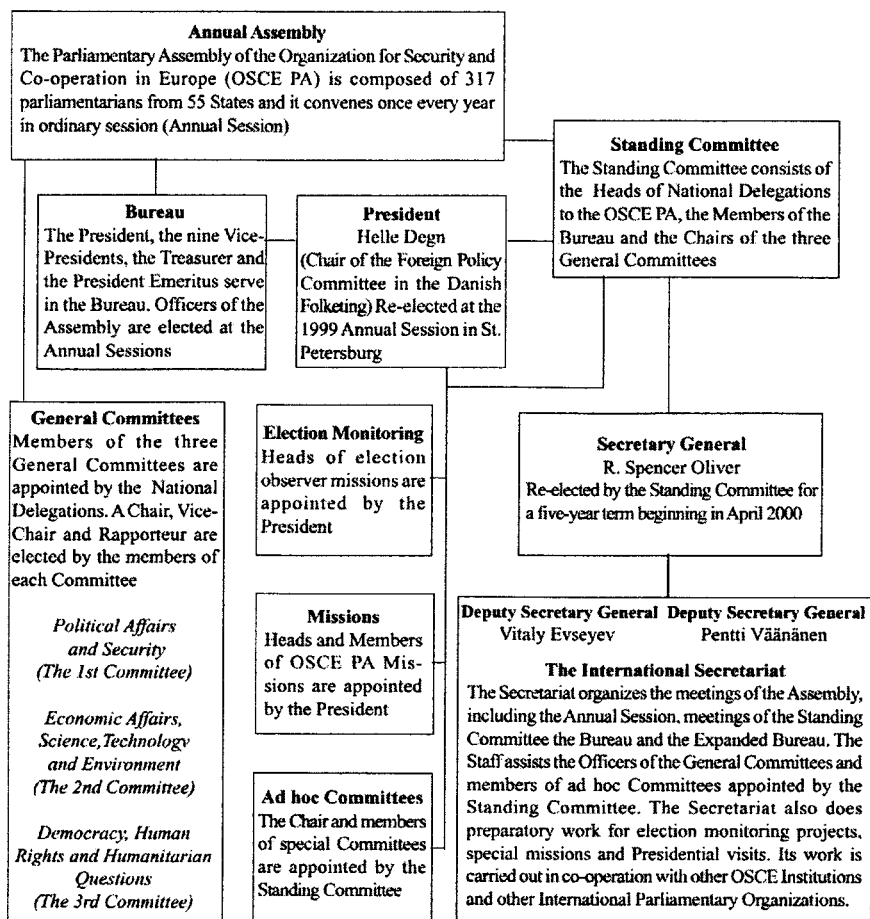 Annual Assembly
The Parliamentary Assembly of the Organization for Security and
Co-operation in Europe (OSCE PA) is composed of 317
parliamentarians from 55 States and it convenes once every year
in ordinary session (Annual Session)
Standing Committee
The Standing Committee consists of
the Heads of National Delegations
to the OSCE PA, the Members of the
Bureau and the Chairs of the three
General Committees
Bureau
The President, the nine Vice-
Presidents, the Treasurer and
the President Emeritus serve
in the Bureau. Officers of the
Assembly are elected at the
Annual Sessions
President
Helle Degn
(Chair of the Foreign Policy
Committee in the Danish
Folketing) Re-elected at the
1999 Annual Session in St.
Petersburg
General Committees
Members of the three
General Committees are
appointed by the National
Delegations. A Chair, Vice-
Chair and Rapporteur are
elected by the members of
each Committee
Political Affairs
and Security
(The 1st Committee)
Economic Affairs,
Science, Technology
and Environment
(The 2nd Committee)
Democracy, Human
Rights and Humanitarian
Questions
(The 3rd Committee)
Election Monitoring
Heads of election
observer missions are
appointed by the
President
Missions
Heads and Members
of OSCE PA Mis-
sions are appointed
by the President
Ad hoc Committees
The Chair and members
of special Committees
are appointed by the
Standing Committee
Secretary General
R. Spencer Oliver
Re-elected by the Standing Committee for
a five-year term beginning in April 2000
Deputy Secretary General Deputy Secretary General
Vitaly Evseyev Pentti Väänänen
The International Secretariat
The Secretariat organizes the meetings of the Assembly,
including the Annual Session, meetings of the Standing
Committee the Bureau and the Expanded Bureau. The
Staff assists the Officers of the General Committees and
members of ad hoc Committees appointed by the
Standing Committee. The Secretariat also does
preparatory work for election monitoring projects,
special missions and Presidential visits. Its work is
carried out in co-operation with other OSCE Institutions
and other International Parliamentary Organizations.